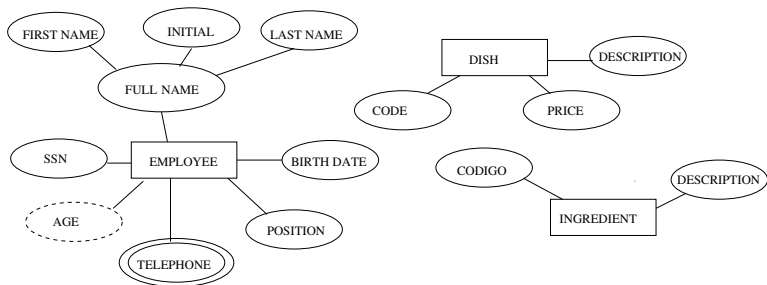 FIRST NAME
INITIAL
LAST NAME
FULL NAME
SSN
EMPLOYEE
BIRTH DATE
AGE
POSITION
TELEPHONE
DISH
DESCRIPTION
CODE
PRICE
CODIGO
DESCRIPTION
INGREDIENT